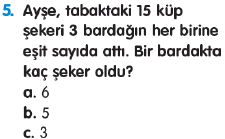 5. Ayşe, tabaktaki 15 küp
şekeri 3 bardağın her birine
eşit sayıda attı. Bir bardakta
kaç şeker oldu?
a. 6
b. 5
c. 3